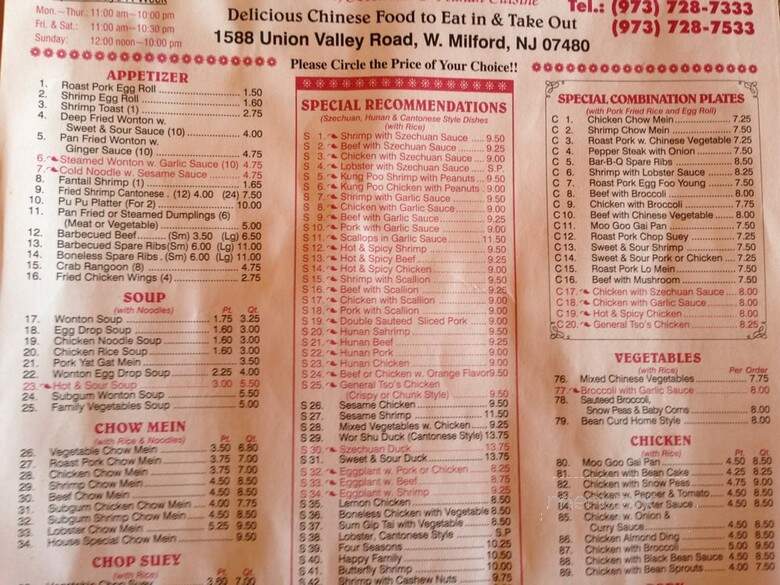 Mon.-Thur.: 11:00 am-10:00 pm
Fri. & Sat.: 11:00 am-10:30 pm
Sunday: 12:00 noon-10:00 pm
Cuisine
Delicious Chinese Food to Eat in & Take Out
1588 Union Valley Road, W. Milford, NJ 07480
Tel.: (973) 728-7333
(973) 728-7533
Please Circle the Price of Your Choice!!
APPETIZER
1. Roast Pork Egg Roll 1.50
2. Shrimp Egg Roll 1.60
3. Shrimp Toast (1) 2.75
4. Deep Fried Wonton w.
Sweet & Sour Sauce (10) 4.00
5. Pan Fried Wonton w.
Ginger Sauce (10) 4.75
6. Steamed Wonton w. Garlic Sauce (10) 4.75
7. Cold Noodle w. Sesame Sauce 4.75
8. Fantail Shrimp (1) 1.65
9. Fried Shrimp Cantonese . (12) 4.00 (24) 7.50
10. Pu Pu Platter (For 2) 10.00
11. Pan Fried or Steamed Dumplings (6)
(Meat or Vegetable) 5.00
12. Barbecued Beef (Sm) 3.50 (Lg) 6.50
13. Barbecued Spare Ribs (Sm) 6.00 (Lg) 11.00
14. Boneless Spare Ribs . (Sm) 6.00 (Lg) 11.00
15. Crab Rangoon (8) 4.75
16. Fried Chicken Wings (4) 2.75
SOUP
(with Noodles) Pt. Qt.
17. Wonton Soup 1.75 3.25
18. Egg Drop Soup 1.60 3.00
19. Chicken Noodle Soup 1.60 3.00
20. Chicken Rice Soup 1.60 3.00
21. Pork Yat Gat Mein 3.50
22. Wonton Egg Drop Soup 2.25 4.00
23. Hot & Sour Soup 3.00 5.50
24. Subgum Wonton Soup 5.50
25. Family Vegetables Soup 5.00
CHOW MEIN
(with Rice & Noodles) Pt. Qt.
26. Vegetable Chow Mein 3.50 6.80
27. Roast Pork Chow Mein 3.75 7.00
28. Chicken Chow Mein 3.75 7.00
29. Shrimp Chow Mein 4.50 8.50
30. Beef Chow Mein 4.50 8.50
31. Subgum Chicken Chow Mein 4.00 7.75
32. Subgum Shrimp Chow Mein 4.50 8.50
33. Lobster Chow Mein 5.25 9.50
34. House Special Chow Mein 9.50
CHOP SUEY
(with Rice) Pt. Qt.
Vegetable Chop Suey 3.50 7.00
SPECIAL RECOMMENDATIONS
(Szechuan, Hunan & Cantonese Style Dishes
(with Rice)
S 1. Shrimp with Szechuan Sauce 9.50
S 2. Beef with Szechuan Sauce 9.25
S 3. Chicken with Szechuan Sauce 9.00
S 4. Lobster with Szechuan Sauce S.P.
S 5. Kung Poo Shrimp with Peanuts 9.50
S 6. Kung Poo Chicken with Peanuts 9.00
S 7. Shrimp with Garlic Sauce 9.50
S 8. Chicken with Garlic Sauce 9.00
S 9. Beef with Garlic Sauce 9.25
S 10. Pork with Garlic Sauce 9.00
S 11. Scallops in Garlic Sauce 11.50
S 12. Hot & Spicy Shrimp 9.50
S 13. Hot & Spicy Beef 9.25
S 14. Hot & Spicy Chicken 9.00
S 15. Shrimp with Scallion 9.50
S 16. Beef with Scallion 9.25
S 17. Chicken with Scallion 9.00
S 18. Pork with Scallion 9.00
S 19. Double Sauteed Sliced Pork 9.00
S 20. Hunan Sahrimp 9.50
S 21. Hunan Beef 9.25
S 22. Hunan Pork 9.00
S 23. Hunan Chicken 9.00
S 24. Beef or Chicken w. Orange Flavor 9.50
S 25. General Tso's Chicken
(Crispy or Chunk Style) 9.50
S 26. Sesame Chicken 9.50
S 27. Sesame Shrimp 11.50
S 28. Mixed Vegetables w. Chicken 9.25
S 29. Wor Shu Duck (Cantonese Style) 13.75
S 30. Szechuan Duck 13.75
S 31. Sweet & Sour Duck 13.75
S 32. Eggplant w. Pork or Chicken 8.25
S 33. Eggplant w. Beef 8.75
S 34. Eggplant w. Shrimp 9.25
S 35. Lemon Chicken 8.50
S 36. Boneless Chicken with Vegetable 8.50
S 37. Sum Gip Tai with Vegetable 8.50
S 38. Lobster, Cantonese Style S.P
S 39. Four Seasons 10.25
S 40. Happy Family 10.50
S 41. Butterfly Shrimp 10.00
S 42 Shrimp with Cashew Nuts 9.75
SPECIAL COMBINATION PLATES
(with Pork Fried Rice and Egg Roll)
C 1. Chicken Chow Mein 7.25
C 2. Shrimp Chow Mein 7.50
C 3. Roast Pork w. Chinese Vegetable 7.25
C 4. Pepper Steak with Onion 7.50
C 5. Bar-B-Q Spare Ribs 8.50
C 6. Shrimp with Lobster Sauce 8.25
C 7. Roast Pork Egg Foo Young 7.50
C 8. Beef with Broccoli 8.00
C 9. Chicken with Broccoli 7.75
C 10. Beef with Chinese Vegetable 8.00
C 11. Moo Goo Gai Pan 7.50
C 12. Roast Pork Chop Suey 7.25
C 13. Sweet & Sour Shrimp 7.50
C 14. Sweet & Sour Pork or Chicken 7.25
C 15. Roast Pork Lo Mein 7.50
C 16. Beef with Mushroom 7.50
C 17. Chicken with Szechuan Sauce 8.00
C 18. Chicken with Garlic Sauce 8.00
C 19. Hot & Spicy Chicken 8.00
C 20. General Tso's Chicken 8.25
VEGETABLES
(with Rice) Per Order
76. Mixed Chinese Vegetables 7.75
77. Broccoli with Garlic Sauce 8.00
78. Sauteed Broccoli,
Snow Peas & Baby Corns 8.00
79. Bean Curd Home Style 8.00
CHICKEN
(with Rice) Pt. Qt.
80. Moo Goo Gai Pan 4.50 8.50
81. Chicken with Bean Cake 4.25 8.25
82. Chicken with Snow Peas 4.75 9.00
83. Chicken w. Pepper & Tomato 4.50 8.50
84. Chicken w. Oyster Sauce 4.50 8.50
85. Chicken w. Onion &
Curry Sauce 4.50 8.50
86. Chicken Almond Ding 4.50 8.50
87. Chicken with Broccoli 5.00 9.50
88. Chicken with Black Bean Sauce 4.50 8.50
89. Chicken with Bean Sprouts 4.00 7.50